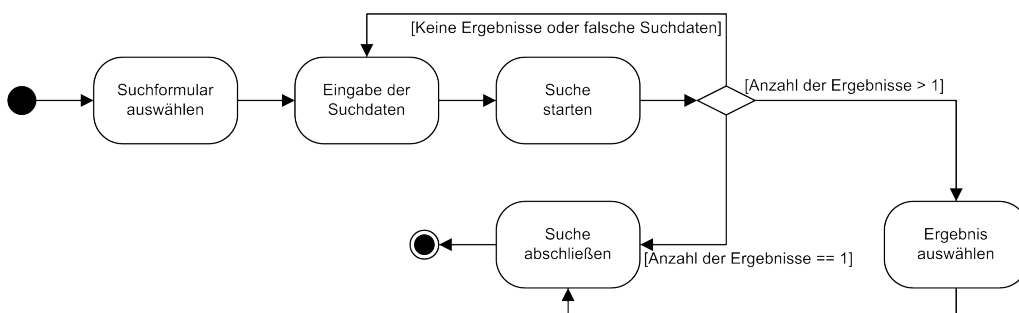 [Keine Ergebnisse oder falsche Suchdaten]
Suchformular
auswählen
Eingabe der
Suchdaten
Suche
starten
[Anzahl der Ergebnisse > 1]
Suche
abschließen
[Anzahl der Ergebnisse == 1]
Ergebnis
auswählen